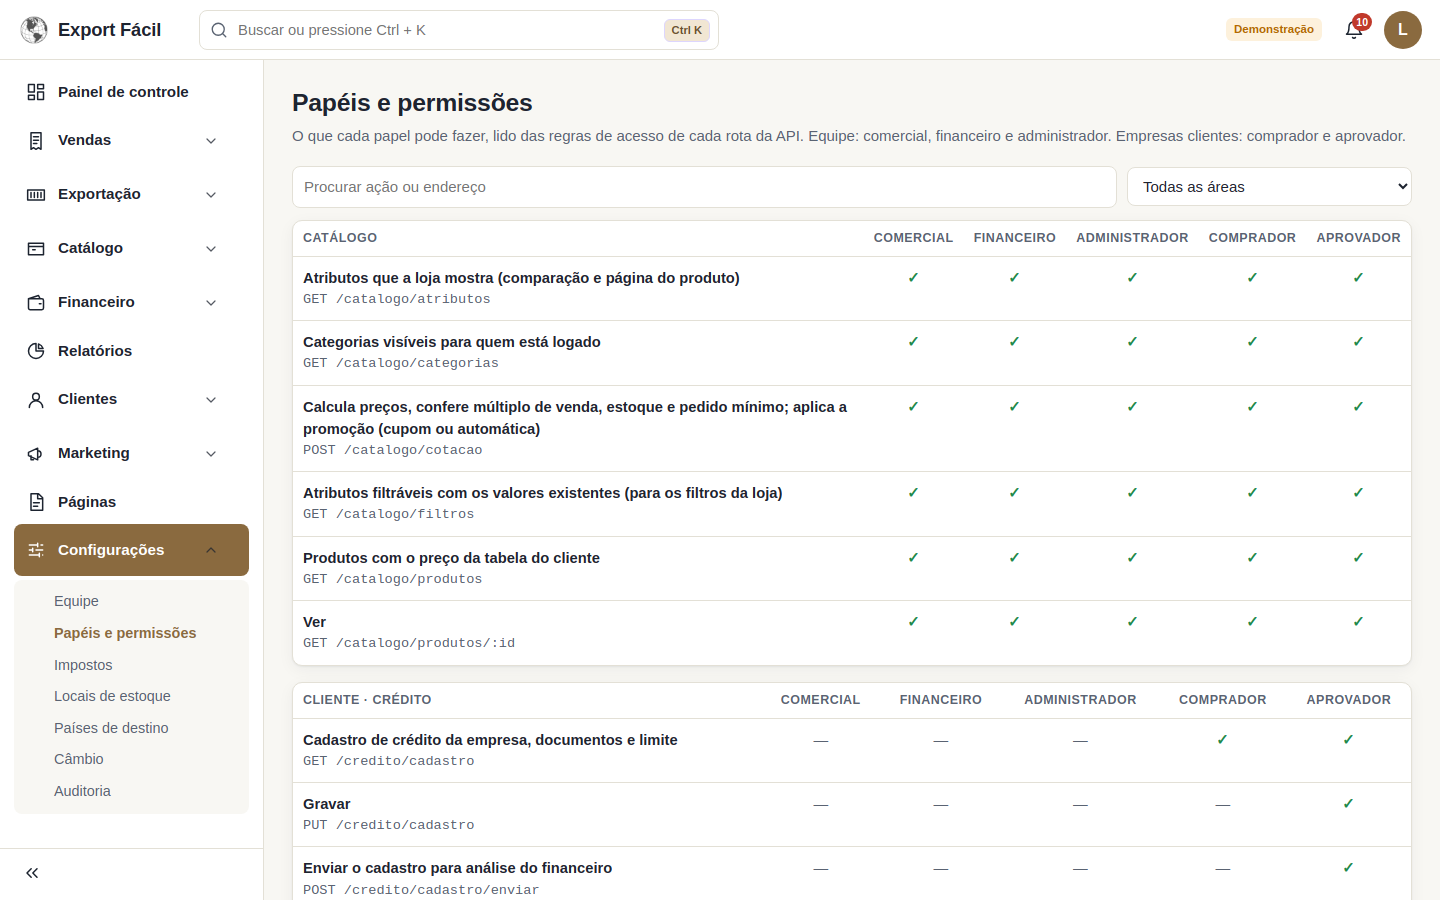 Export Fácil
Buscar ou pressione Ctrl + K
Ctrl K
Demonstração
10
L
Painel de controle
Vendas
Exportação
Catálogo
Financeiro
Relatórios
Clientes
Marketing
Páginas
Configurações
Equipe
Papéis e permissões
Impostos
Locais de estoque
Países de destino
Câmbio
Auditoria
Papéis e permissões
O que cada papel pode fazer, lido das regras de acesso de cada rota da API. Equipe: comercial, financeiro e administrador. Empresas clientes: comprador e aprovador.
Procurar ação ou endereço
Todas as áreas
CATÁLOGO COMERCIAL FINANCEIRO ADMINISTRADOR COMPRADOR APROVADOR
Atributos que a loja mostra (comparação e página do produto) ✓ ✓ ✓ ✓ ✓
GET /catalogo/atributos
Categorias visíveis para quem está logado ✓ ✓ ✓ ✓ ✓
GET /catalogo/categorias
Calcula preços, confere múltiplo de venda, estoque e pedido mínimo; aplica a ✓ ✓ ✓ ✓ ✓
promoção (cupom ou automática)
POST /catalogo/cotacao
Atributos filtráveis com os valores existentes (para os filtros da loja) ✓ ✓ ✓ ✓ ✓
GET /catalogo/filtros
Produtos com o preço da tabela do cliente ✓ ✓ ✓ ✓ ✓
GET /catalogo/produtos
Ver ✓ ✓ ✓ ✓ ✓
GET /catalogo/produtos/:id
CLIENTE · CRÉDITO COMERCIAL FINANCEIRO ADMINISTRADOR COMPRADOR APROVADOR
Cadastro de crédito da empresa, documentos e limite — — — ✓ ✓
GET /credito/cadastro
Gravar — — — — ✓
PUT /credito/cadastro
Enviar o cadastro para análise do financeiro — — — — ✓
POST /credito/cadastro/enviar